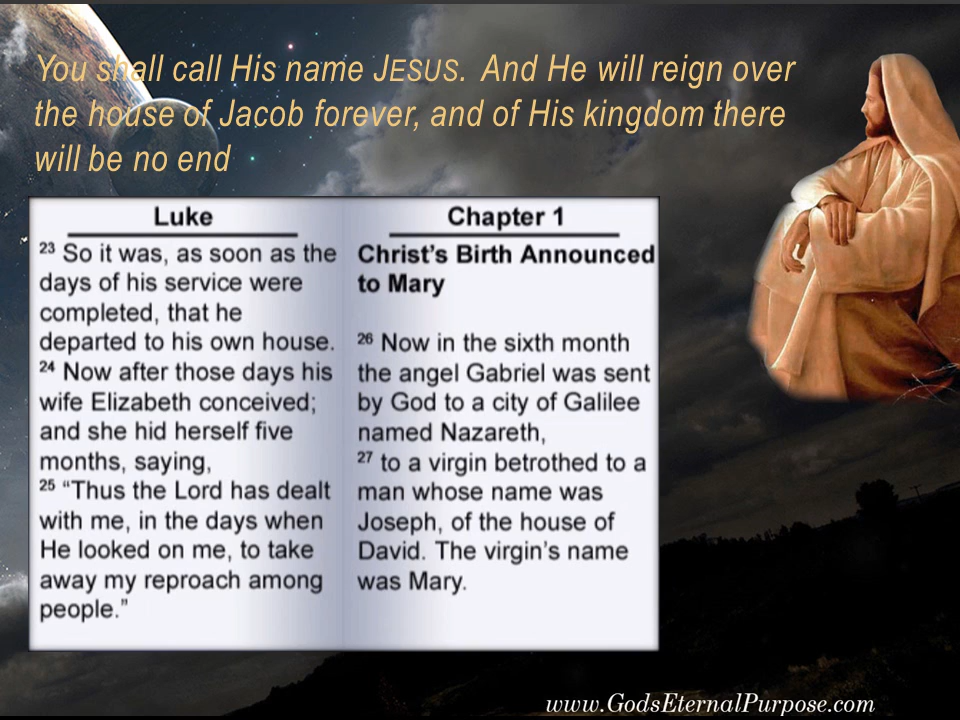 You shall call His name JESUS. And He will reign over
the house of Jacob forever, and of His kingdom there
will be no end
Luke
²³ So it was, as soon as the
days of his service were
completed, that he
departed to his own house.
²⁴ Now after those days his
wife Elizabeth conceived;
and she hid herself five
months, saying,
²⁵ “Thus the Lord has dealt
with me, in the days when
He looked on me, to take
away my reproach among
people.”
Chapter 1
Christ’s Birth Announced
to Mary
²⁶ Now in the sixth month
the angel Gabriel was sent
by God to a city of Galilee
named Nazareth,
²⁷ to a virgin betrothed to a
man whose name was
Joseph, of the house of
David. The virgin’s name
was Mary.
www.GodsEternalPurpose.com